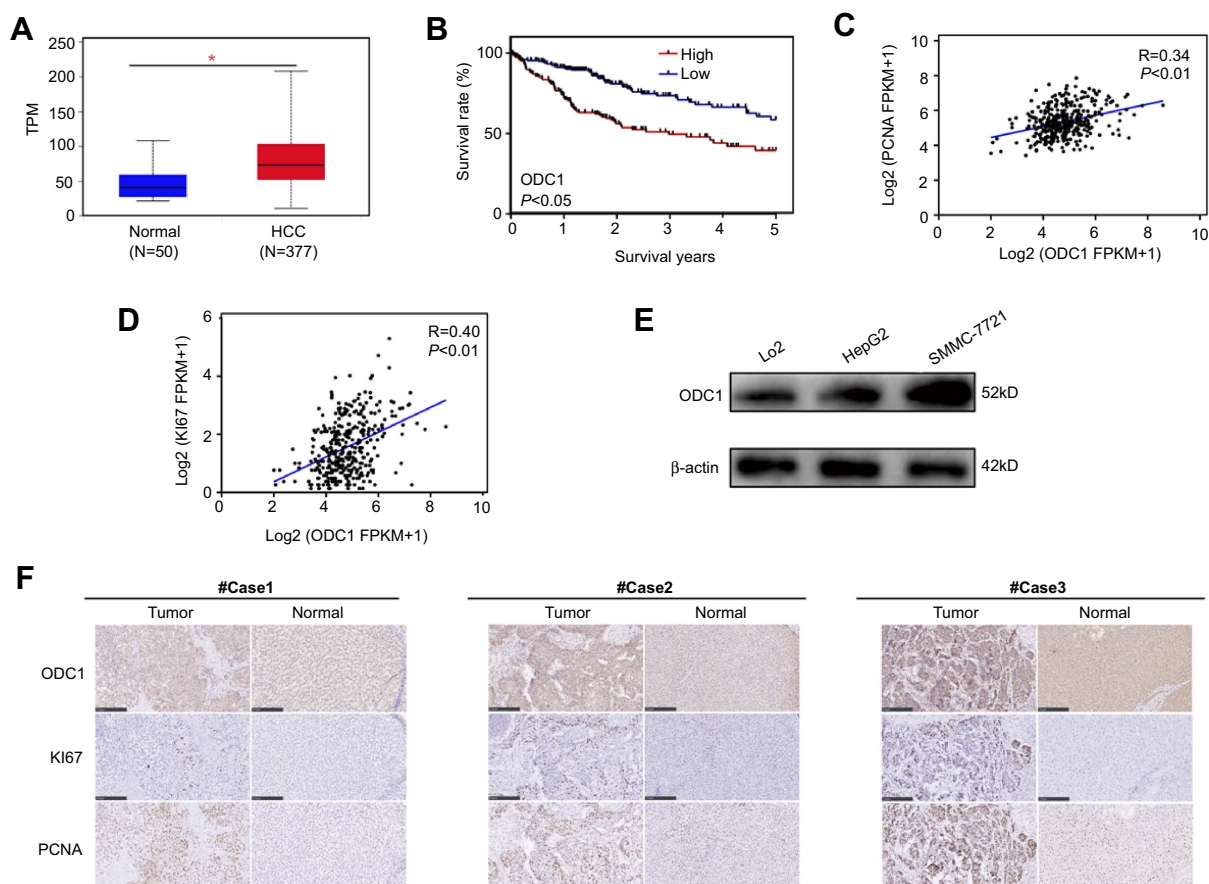 A
TPM
250
200
150
100
50
0
*
Normal
(N=50)
HCC
(N=377)
B
Survival rate (%)
100
50
0
High
Low
ODC1
P<0.05
0 1 2 3 4 5
Survival years
C
Log2 (PCNA FPKM+1)
10
8
6
4
2
0
R=0.34
P<0.01
0 2 4 6 8 10
Log2 (ODC1 FPKM+1)
D
Log2 (KI67 FPKM+1)
6
4
2
0
R=0.40
P<0.01
0 2 4 6 8 10
Log2 (ODC1 FPKM+1)
E
Lo2 HepG2 SMMC-7721
ODC1 52kD
β-actin 42kD
F
#Case1 #Case2 #Case3
Tumor Normal Tumor Normal Tumor Normal
ODC1
KI67
PCNA